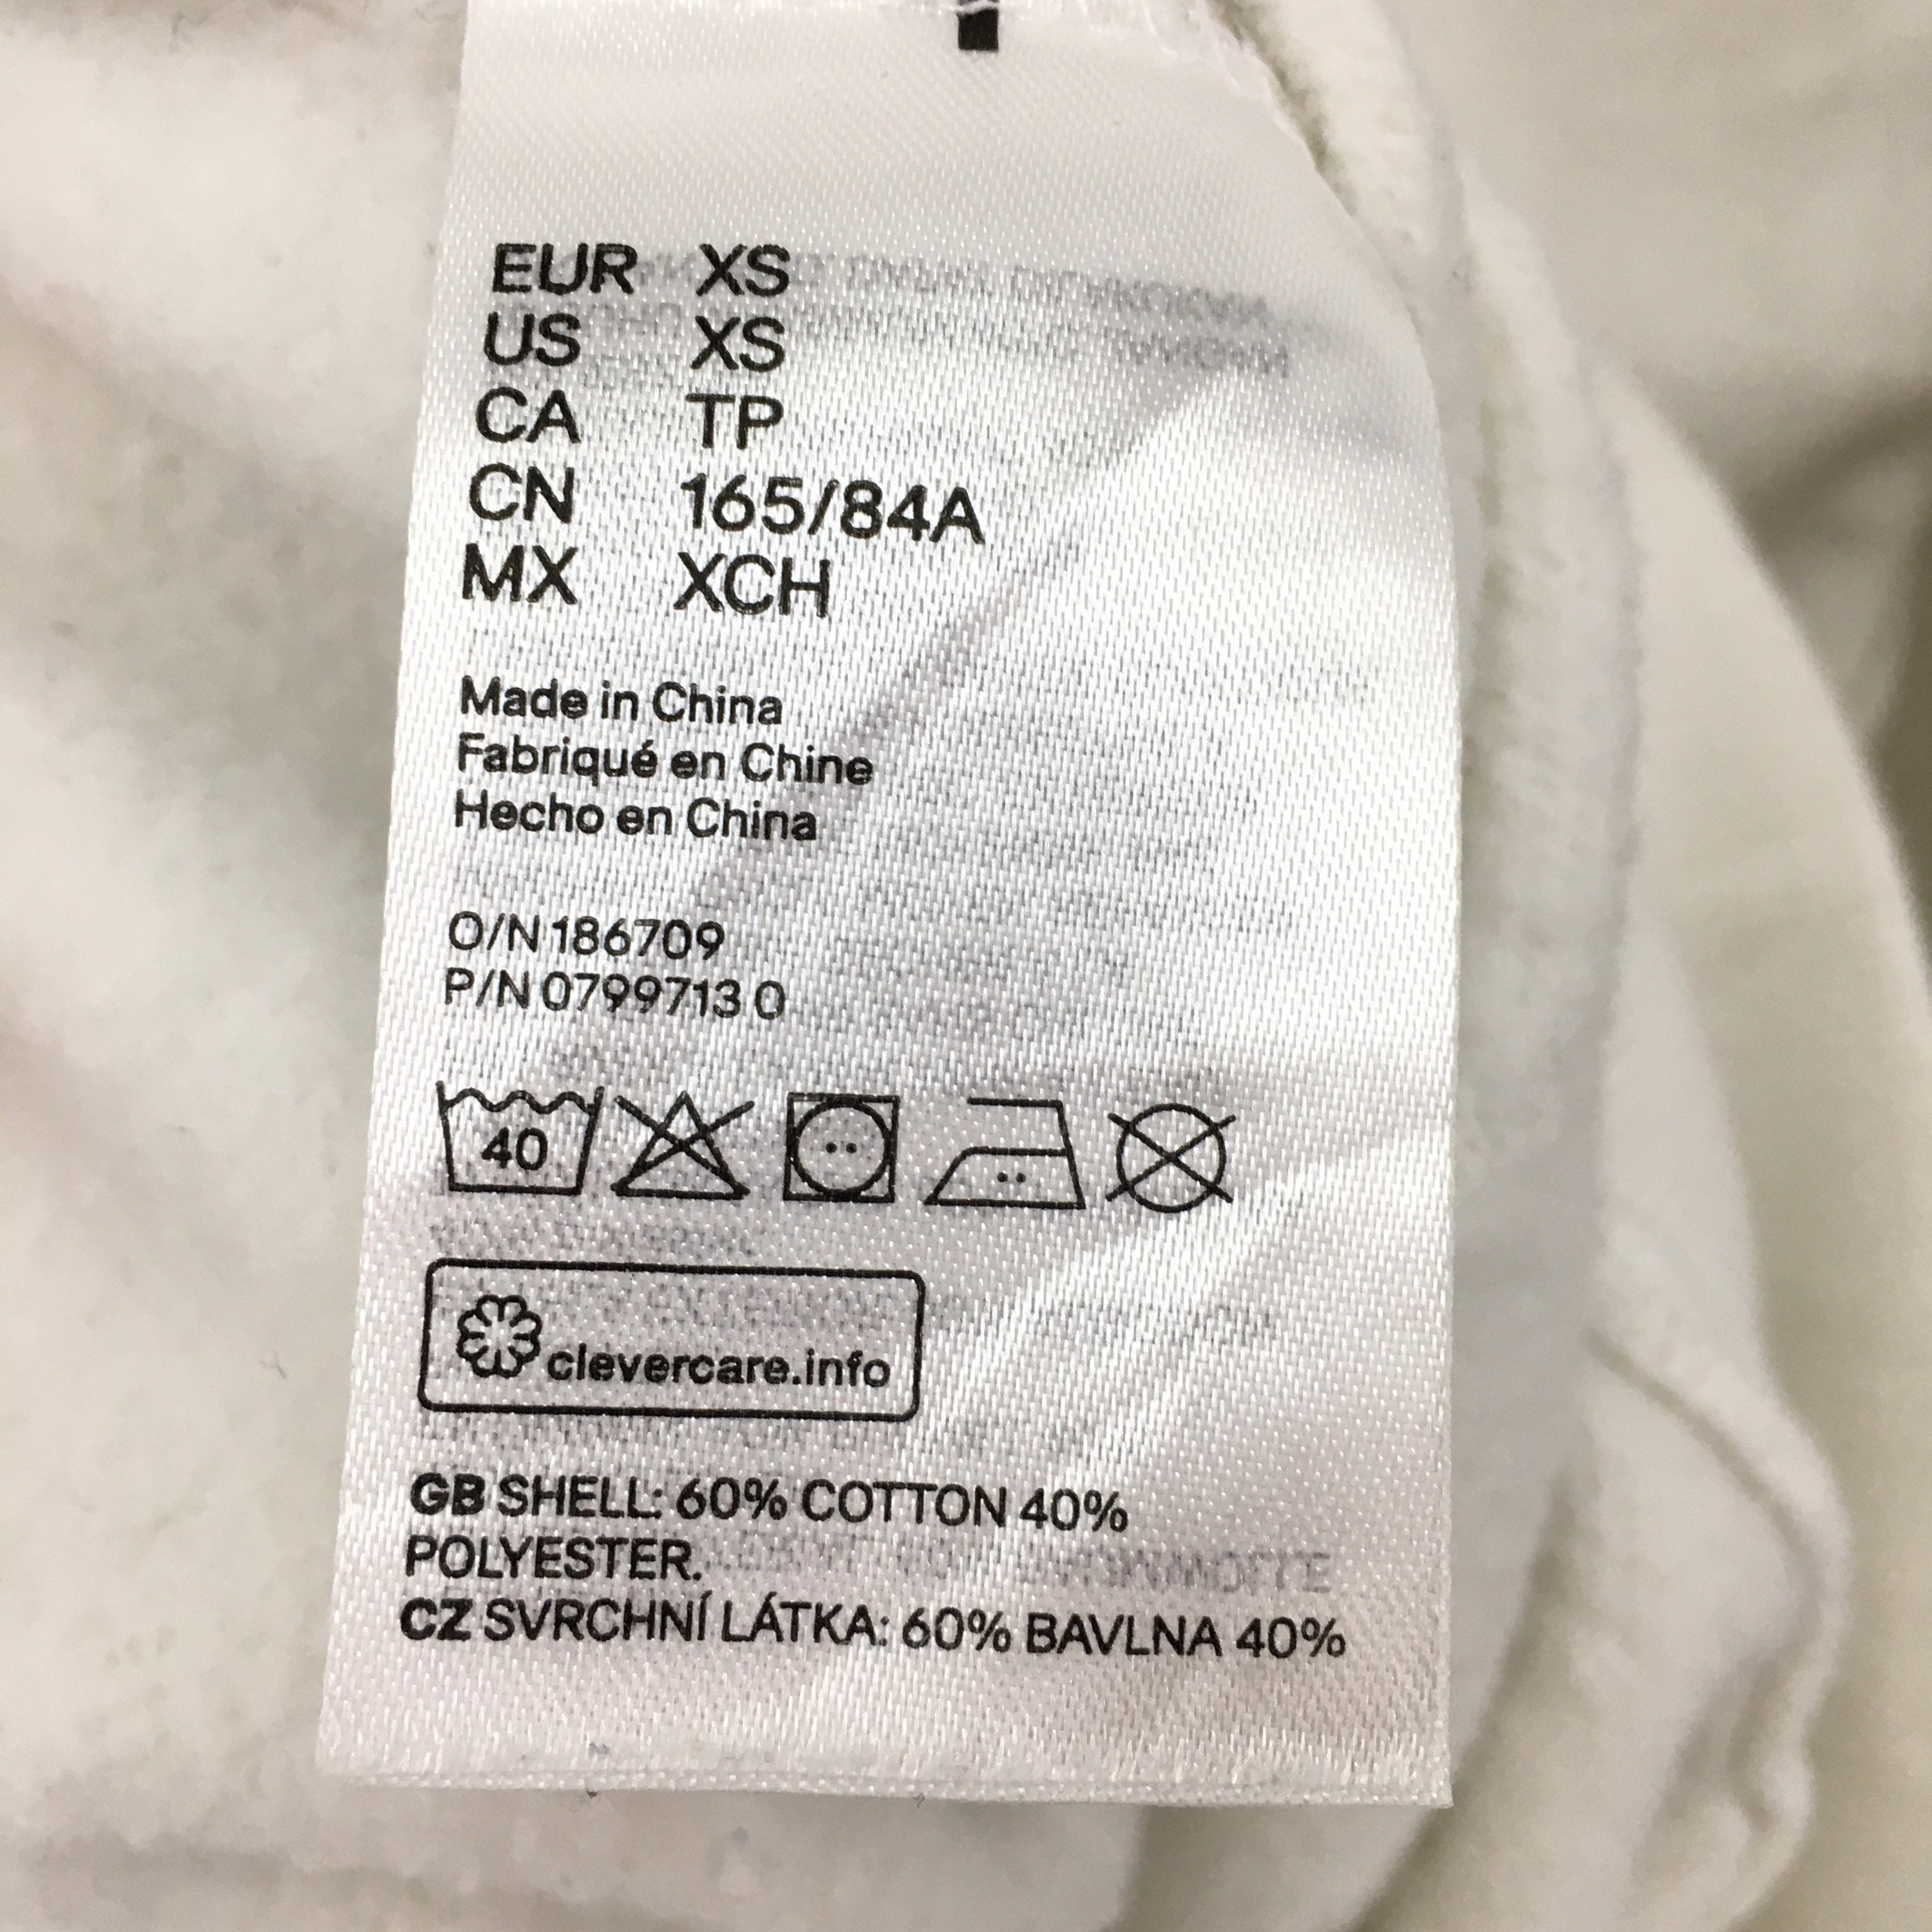 EUR XS
US XS
CA TP
CN 165/84A
MX XCH
Made in China
Fabriqué en Chine
Hecho en China
O/N 186709
P/N 0799713 0
40
clevercare.info
GB SHELL: 60% COTTON 40%
POLYESTER.
CZ SVRCHNÍ LÁTKA: 60% BAVLNA 40%